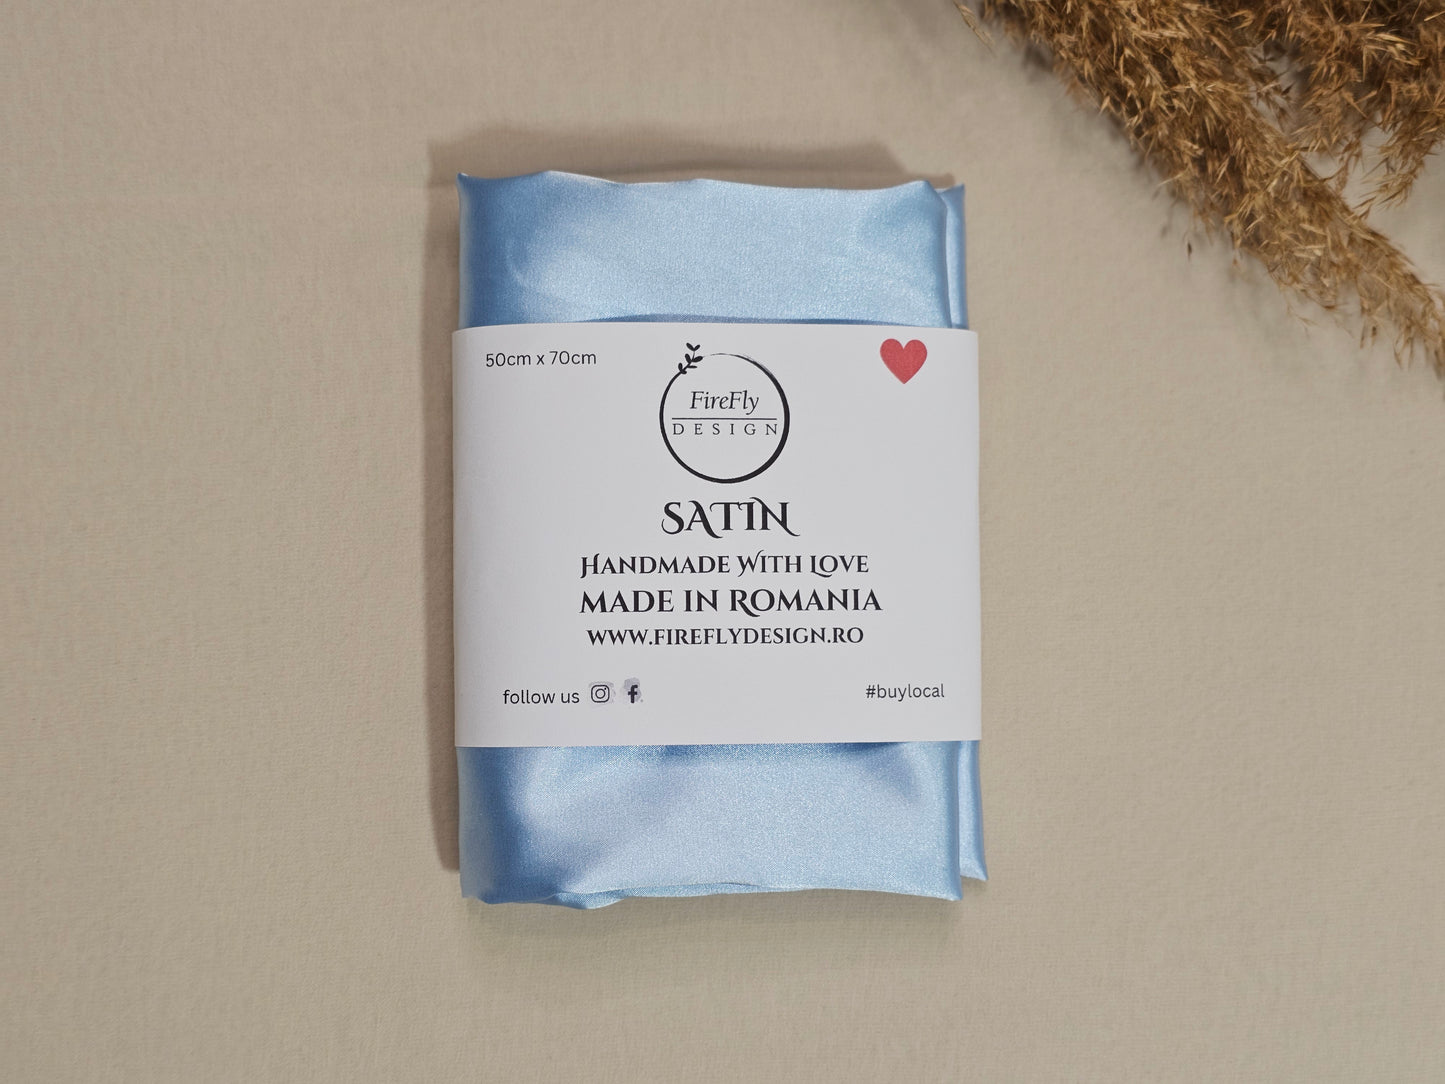 50cm x 70cm
FireFly
DESIGN
SATIN
Handmade With Love
MADE IN ROMANIA
WWW.FIREFLYDESIGN.RO
follow us
#buylocal